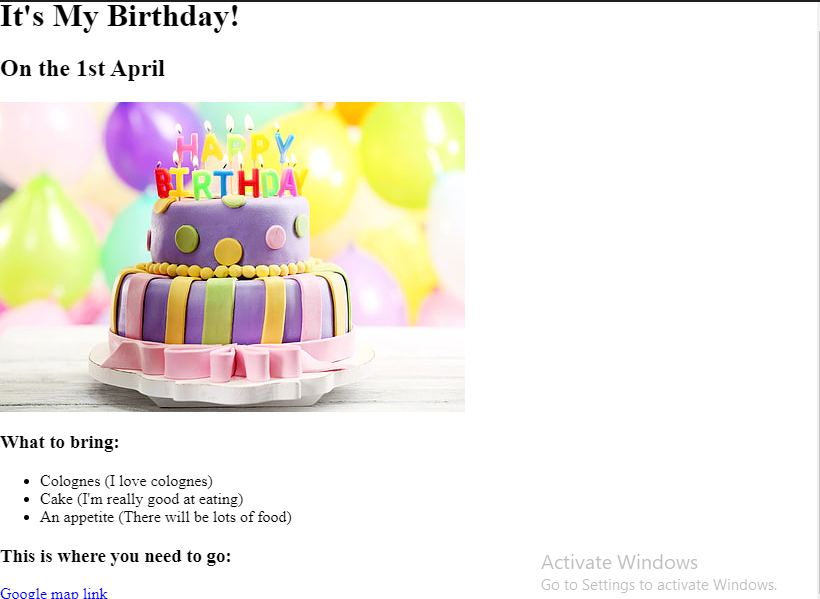 It's My Birthday!
On the 1st April
HAPPY
BIRTHDAY
What to bring:
Colognes (I love colognes)
Cake (I'm really good at eating)
An appetite (There will be lots of food)
This is where you need to go:
Google map link
Activate Windows
Go to Settings to activate Windows.